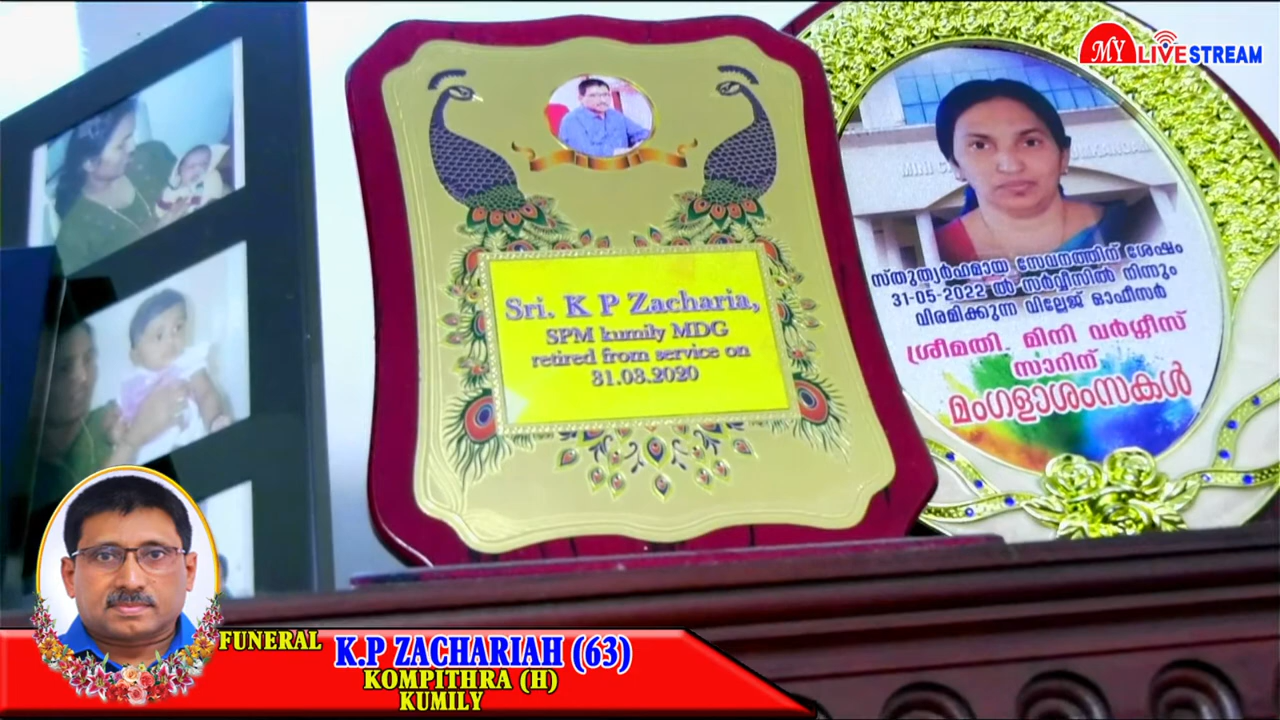 MY LIVESTREAM
Sri. K P Zacharia,
SPM kumily MDG
retired from service on
31.03.2020
MINI
സ്തുത്യർഹമായ സേവനത്തിന് ശേഷം
31-05-2022 ൽ സർവ്വീസിൽ നിന്നും
വിരമിക്കുന്ന വില്ലേജ് ഓഫീസർ
ശ്രീമതി. മിനി വർഗ്ഗീസ്
സാറിന്
മംഗളാശംസകൾ
FUNERAL K.P ZACHARIAH (63)
KOMPITHRA (H)
KUMILY